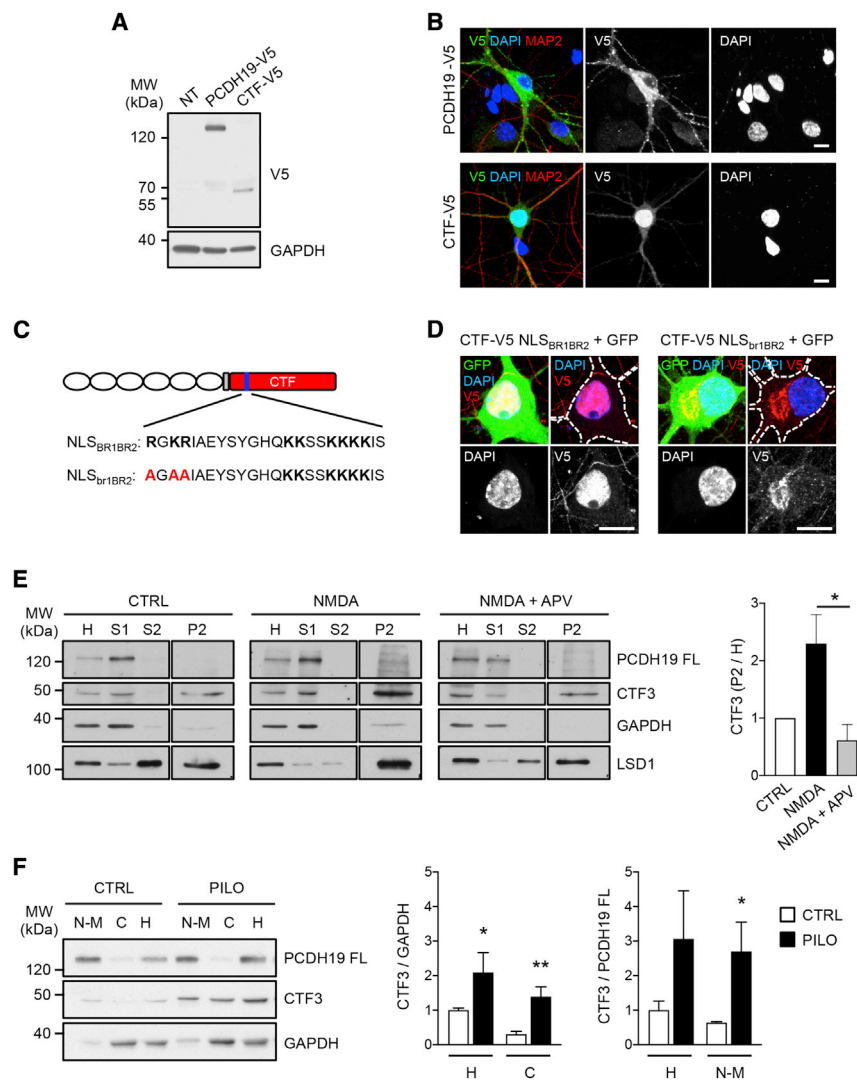 A
MW
(kDa)
NT
PCDH19-V5
CTF-V5
120
70
55
40
V5
GAPDH
B
PCDH19 -V5
V5 DAPI MAP2
V5
DAPI
CTF-V5
V5 DAPI MAP2
V5
DAPI
C
CTF
NLSBR1BR2: RGKRIAEYSYGHQKKSSKKKKIS
NLSbr1BR2: AGAAIAEYSYGHQKKSSKKKKIS
D
CTF-V5 NLSBR1BR2 + GFP
CTF-V5 NLSbr1BR2 + GFP
GFP
DAPI
V5
DAPI
V5
GFP DAPI V5
DAPI V5
DAPI
V5
DAPI
V5
E
CTRL
NMDA
NMDA + APV
MW
(kDa)
H S1 S2 P2
H S1 S2 P2
H S1 S2 P2
120
PCDH19 FL
50
CTF3
40
GAPDH
100
LSD1
CTF3 (P2 / H)
3
2
1
0
*
CTRL
NMDA
NMDA + APV
F
CTRL
PILO
MW
(kDa)
N-M C H N-M C H
120
PCDH19 FL
50
CTF3
40
GAPDH
CTF3 / GAPDH
5
4
3
2
1
0
*
**
H
C
CTF3 / PCDH19 FL
5
4
3
2
1
0
*
H
N-M
CTRL
PILO